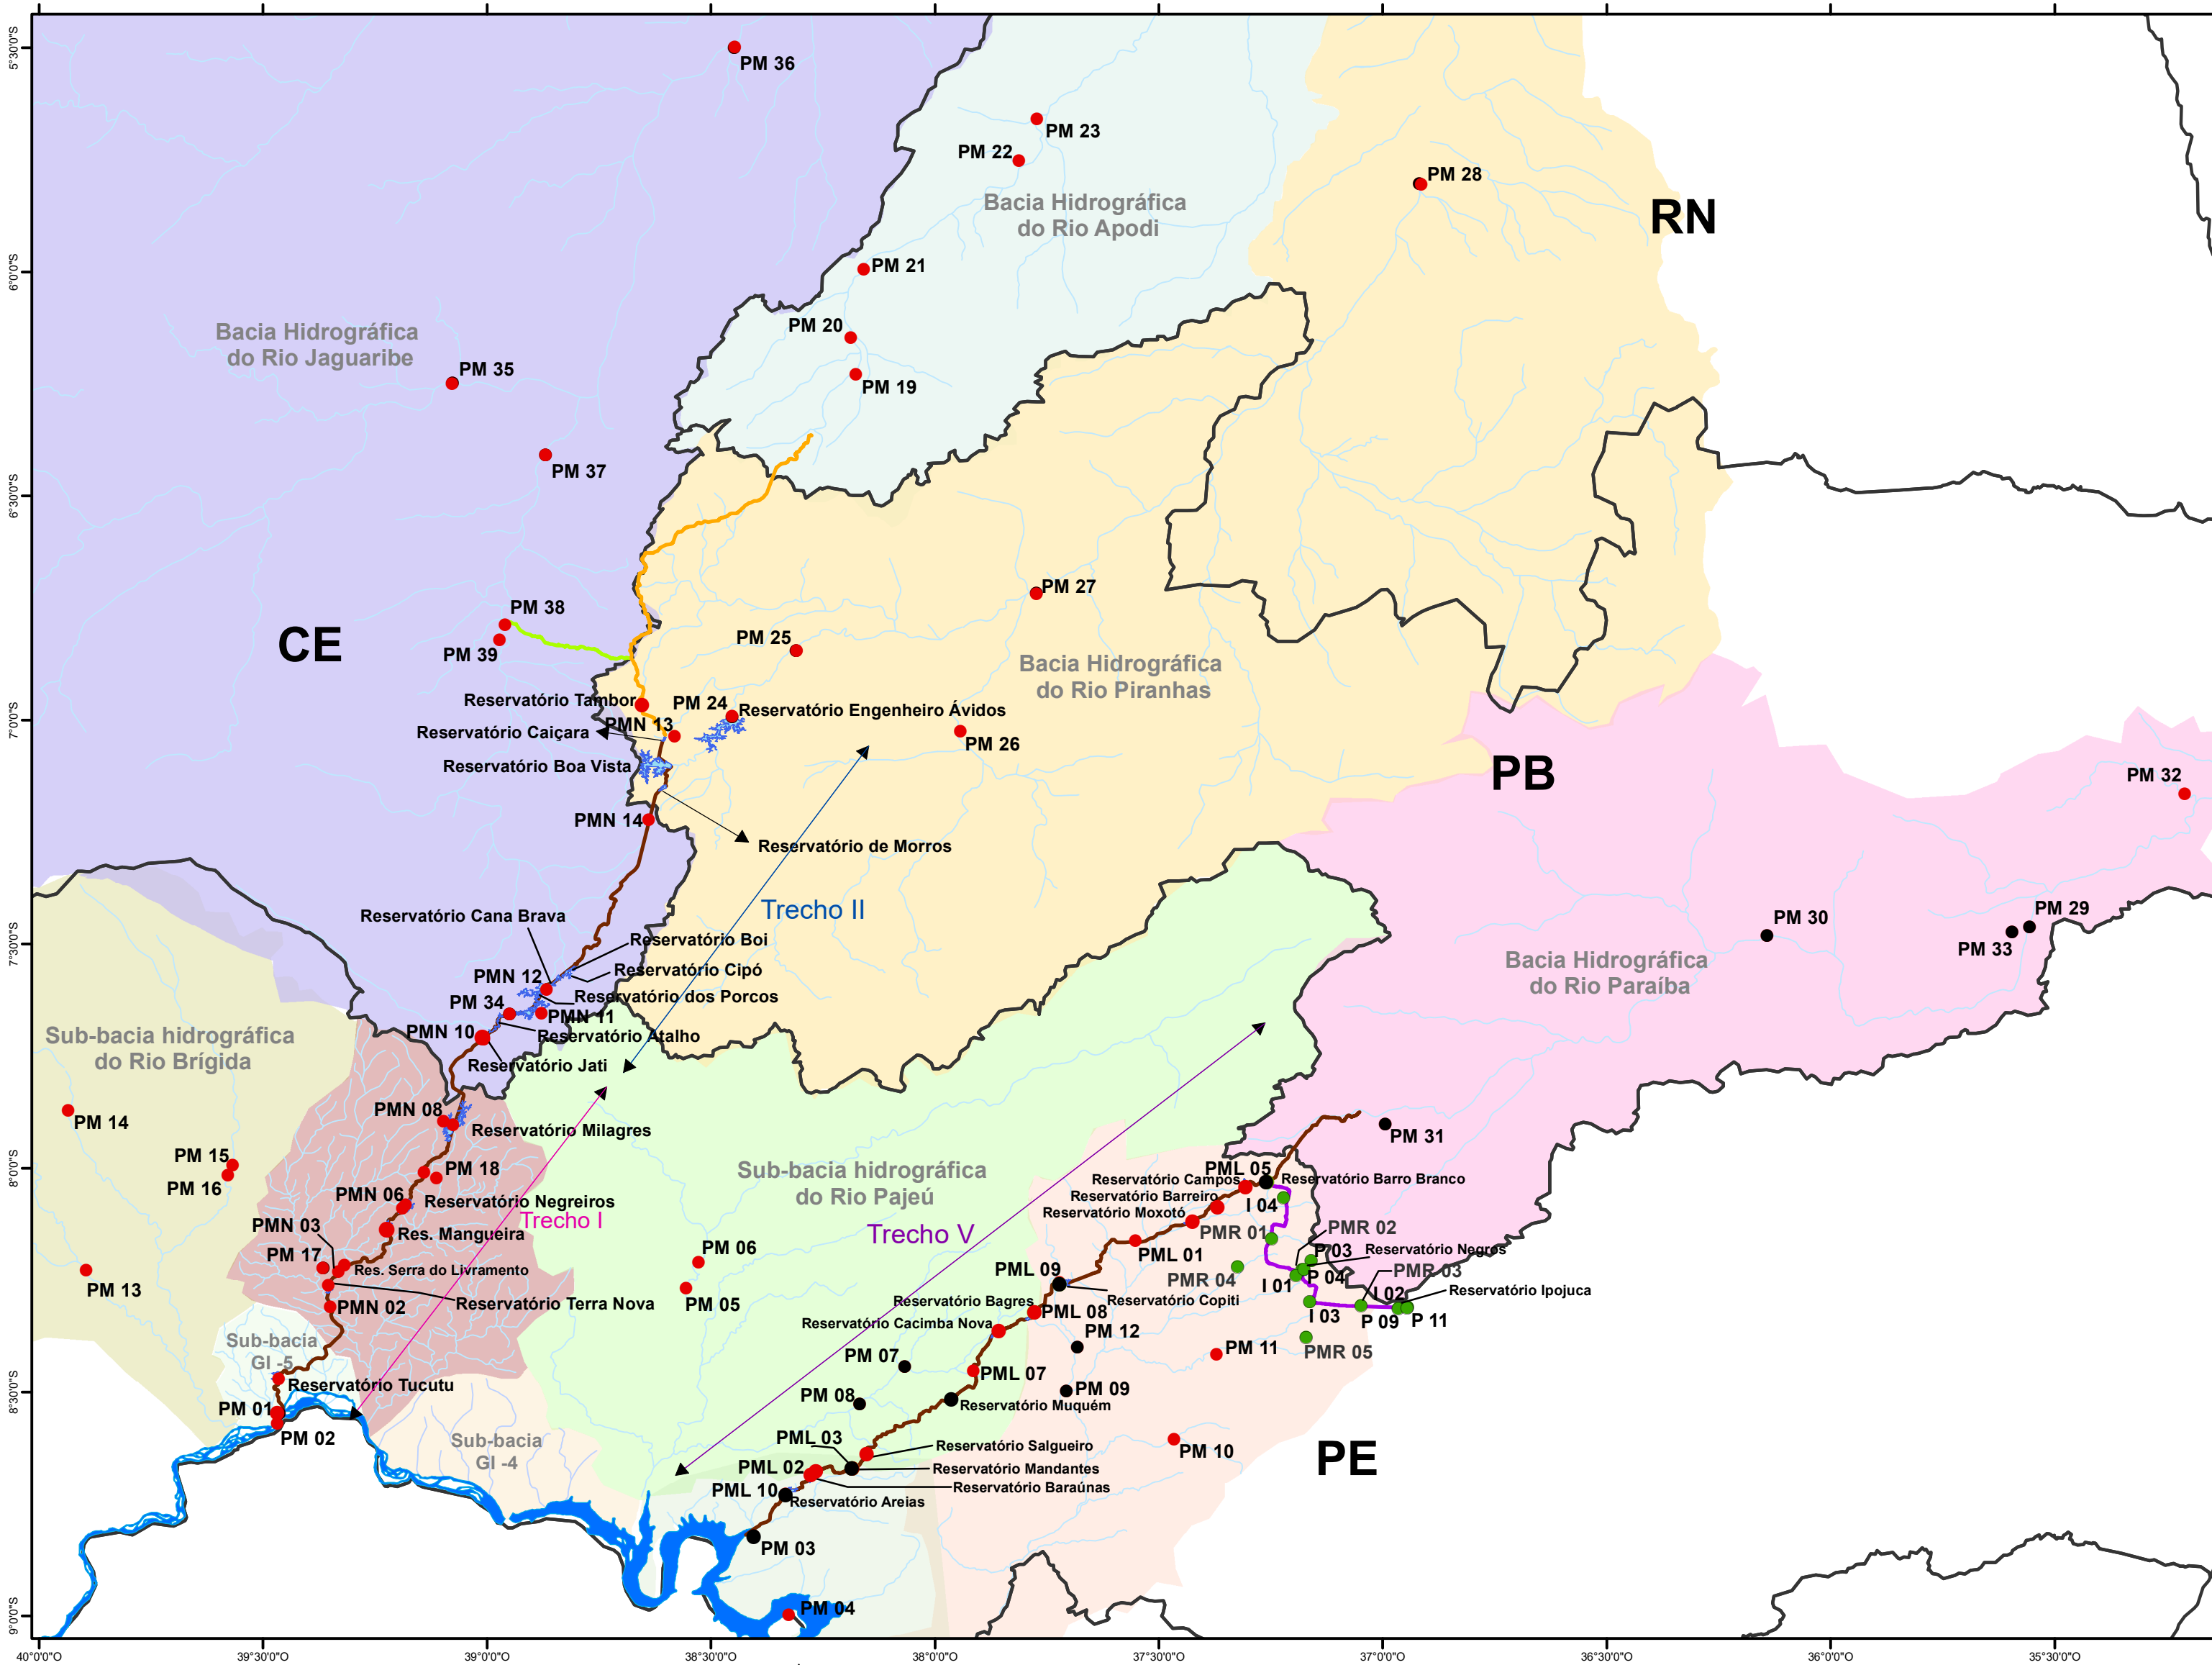 PM 36
PM 23
PM 22
PM 28
Bacia Hidrográfica
do Rio Apodi
RN
PM 21
PM 20
Bacia Hidrográfica
do Rio Jaguaribe
PM 35
PM 19
PM 37
PM 27
PM 38
CE
PM 39
PM 25
Bacia Hidrográfica
do Rio Piranhas
Reservatório Tambor
PM 24
Reservatório Engenheiro Ávidos
PMN 13
Reservatório Caiçara
PM 26
Reservatório Boa Vista
PB
PM 32
PMN 14
Reservatório de Morros
Trecho II
Reservatório Cana Brava
PM 30
PM 29
PM 33
Reservatório Boi
Bacia Hidrográfica
do Rio Paraíba
PMN 12
Reservatório Cipó
PM 34
Reservatório dos Porcos
PMN 11
PMN 10
Reservatório Atalho
Sub-bacia hidrográfica
do Rio Brígida
Reservatório Jati
PMN 08
PM 14
Reservatório Milagres
PM 31
PM 15
PM 18
Sub-bacia hidrográfica
do Rio Pajeú
PML 05
Reservatório Campos
Reservatório Barro Branco
PM 16
PMN 06
Reservatório Negreiros
Reservatório Barreiro
I 04
Reservatório Moxotó
Trecho I
PMN 03
Res. Mangueira
Trecho V
PMR 01
PMR 02
PM 06
PML 01
P 03
Reservatório Negros
PM 17
Res. Serra do Livramento
PML 09
PMR 04
P 04
PMR 03
PM 13
I 01
Reservatório Ipojuca
PMN 02
Reservatório Terra Nova
PM 05
Reservatório Bagres
Reservatório Copiti
I 02
PML 08
I 03
P 09
P 11
Reservatório Cacimba Nova
PM 12
Sub-bacia
GI -5
PM 07
PM 11
PMR 05
Reservatório Tucutu
PML 07
PM 08
PM 09
PM 01
Reservatório Muquém
PM 02
Sub-bacia
GI -4
PML 03
Reservatório Salgueiro
PM 10
PE
PML 02
Reservatório Mandantes
PML 10
Reservatório Baraúnas
Reservatório Areias
PM 03
PM 04
5°30'0"S
6°0'0"S
6°30'0"S
7°0'0"S
7°30'0"S
8°0'0"S
8°30'0"S
9°0'0"S
40°0'0"O
39°30'0"O
39°0'0"O
38°30'0"O
38°0'0"O
37°30'0"O
37°0'0"O
36°30'0"O
36°0'0"O
35°30'0"O